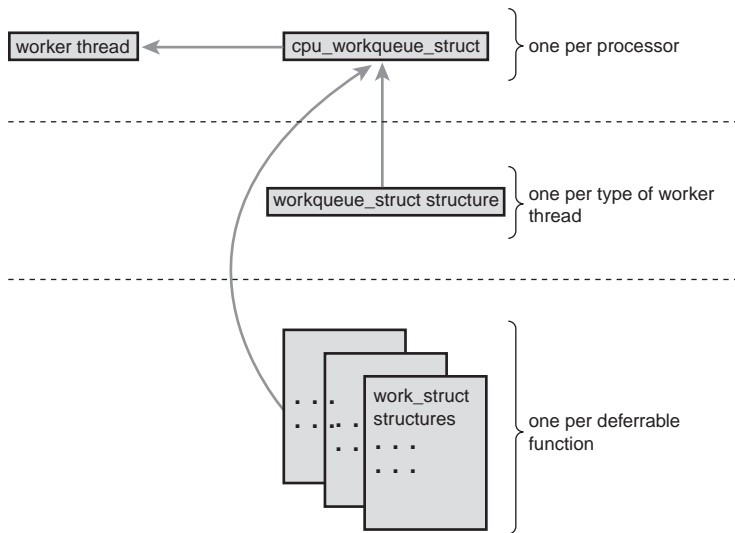 worker thread
cpu_workqueue_struct
one per processor
workqueue_struct structure
one per type of worker
thread
work_struct
structures
. . .
. . .
. . .
. . .
. .
. .
one per deferrable
function